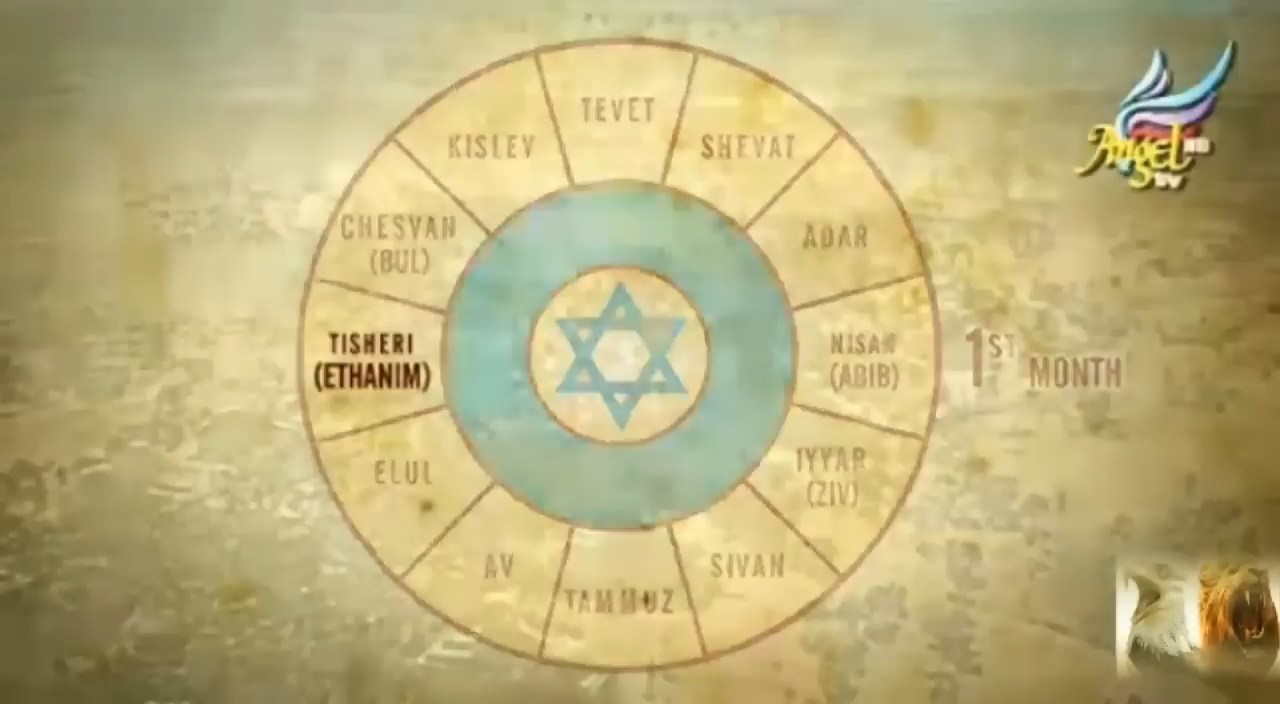 TEVET
KISLEV
SHEVAT
CHESVAN
(BUL)
ADAR
TISHERI
(ETHANIM)
NISAN
(ABIB)
1ST MONTH
ELUL
IYYAR
(ZIV)
AV
SIVAN
TAMMUZ
Angel HD
TV